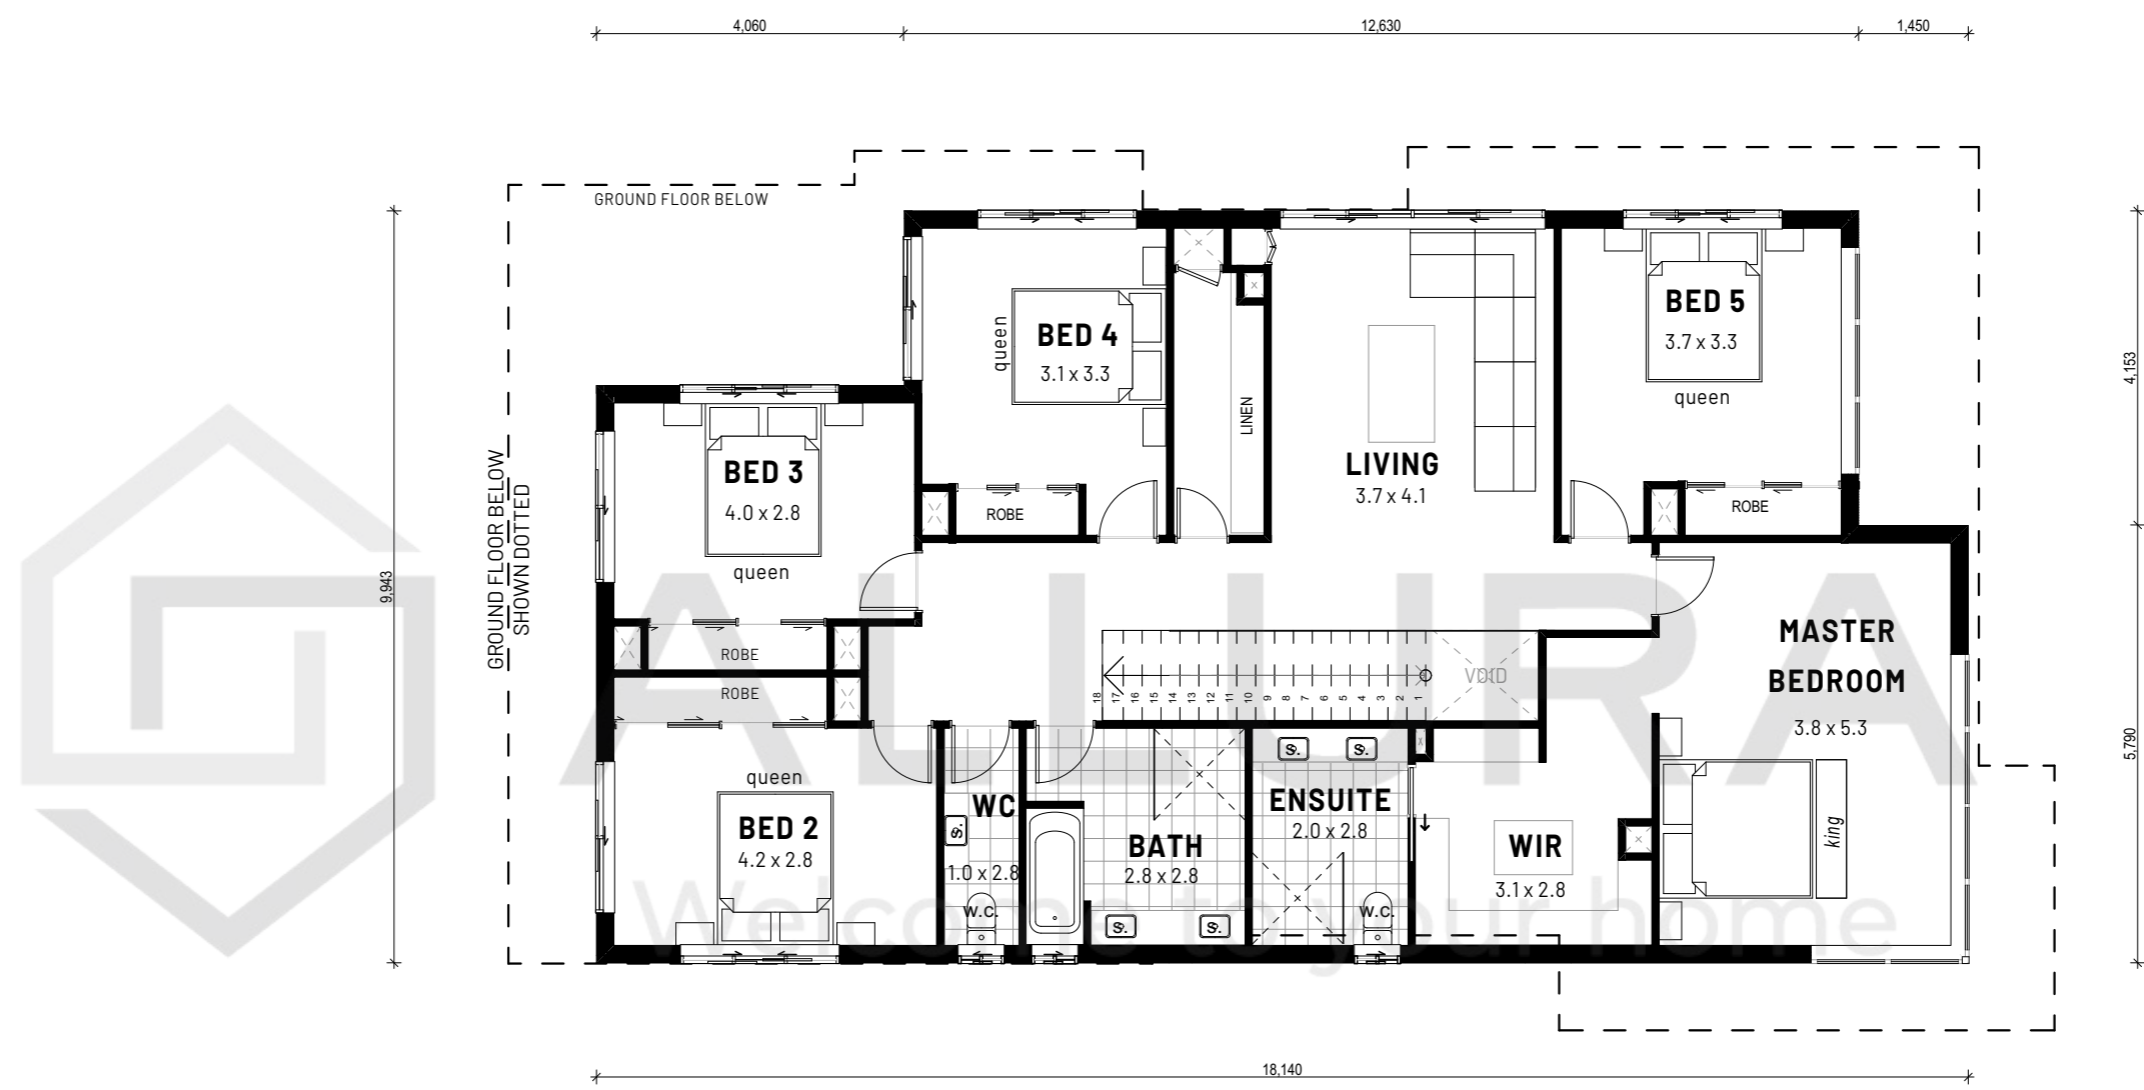 4,060
12,630
1,450
GROUND FLOOR BELOW
GROUND FLOOR BELOW
SHOWN DOTTED
9,943
4,153
5,790
BED 4
3.1 x 3.3
queen
ROBE
LINEN
LIVING
3.7 x 4.1
BED 5
3.7 x 3.3
queen
ROBE
BED 3
4.0 x 2.8
queen
ROBE
ROBE
18 17 16 15 14 13 12 11 10 9 8 7 6 5 4 3 2 1
VOID
MASTER
BEDROOM
3.8 x 5.3
king
queen
BED 2
4.2 x 2.8
WC
S.
1.0 x 2.8
W.C.
BATH
2.8 x 2.8
S. S.
S. S.
ENSUITE
2.0 x 2.8
W.C.
WIR
3.1 x 2.8
ALLURA
Welcome to your home
18,140